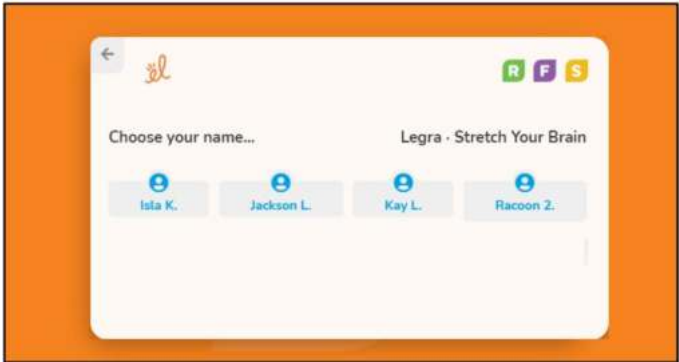 el
R F S
Choose your name...
Legra · Stretch Your Brain
Isla K.
Jackson L.
Kay L.
Racoon 2.